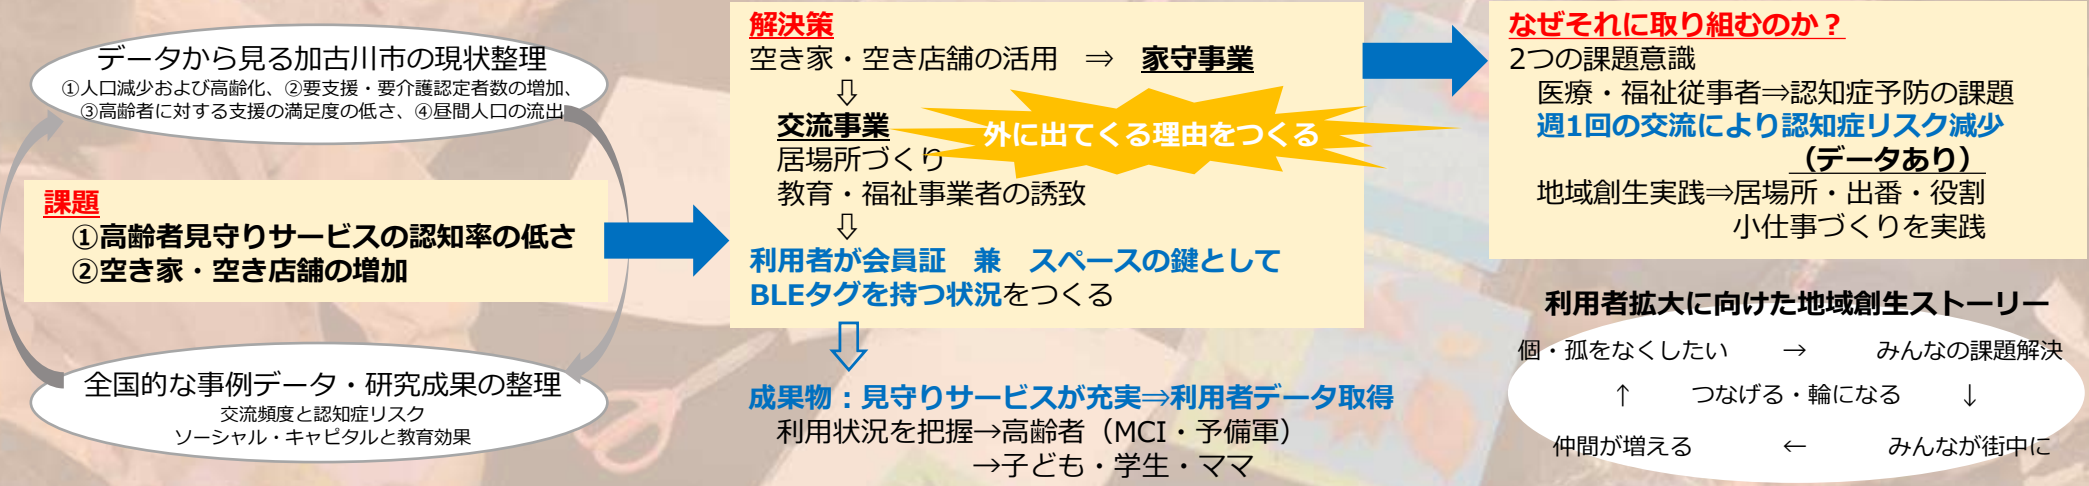 データから見る加古川市の現状整理
①人口減少および高齢化、②要支援・要介護認定者数の増加、
③高齢者に対する支援の満足度の低さ、④昼間人口の流出
課題
①高齢者見守りサービスの認知率の低さ
②空き家・空き店舗の増加
全国的な事例データ・研究成果の整理
交流頻度と認知症リスク
ソーシャル・キャピタルと教育効果
解決策
空き家・空き店舗の活用 ⇒ 家守事業
⇩
交流事業
外に出てくる理由をつくる
居場所づくり
教育・福祉事業者の誘致
⇩
利用者が会員証 兼 スペースの鍵として
BLEタグを持つ状況をつくる
成果物：見守りサービスが充実⇒利用者データ取得
利用状況を把握→高齢者（MCI・予備軍）
→子ども・学生・ママ
なぜそれに取り組むのか？
2つの課題意識
医療・福祉従事者⇒認知症予防の課題
週1回の交流により認知症リスク減少
（データあり）
地域創生実践⇒居場所・出番・役割
小仕事づくりを実践
利用者拡大に向けた地域創生ストーリー
個・孤をなくしたい → みんなの課題解決
↑ つなげる・輪になる ↓
仲間が増える ← みんなが街中に